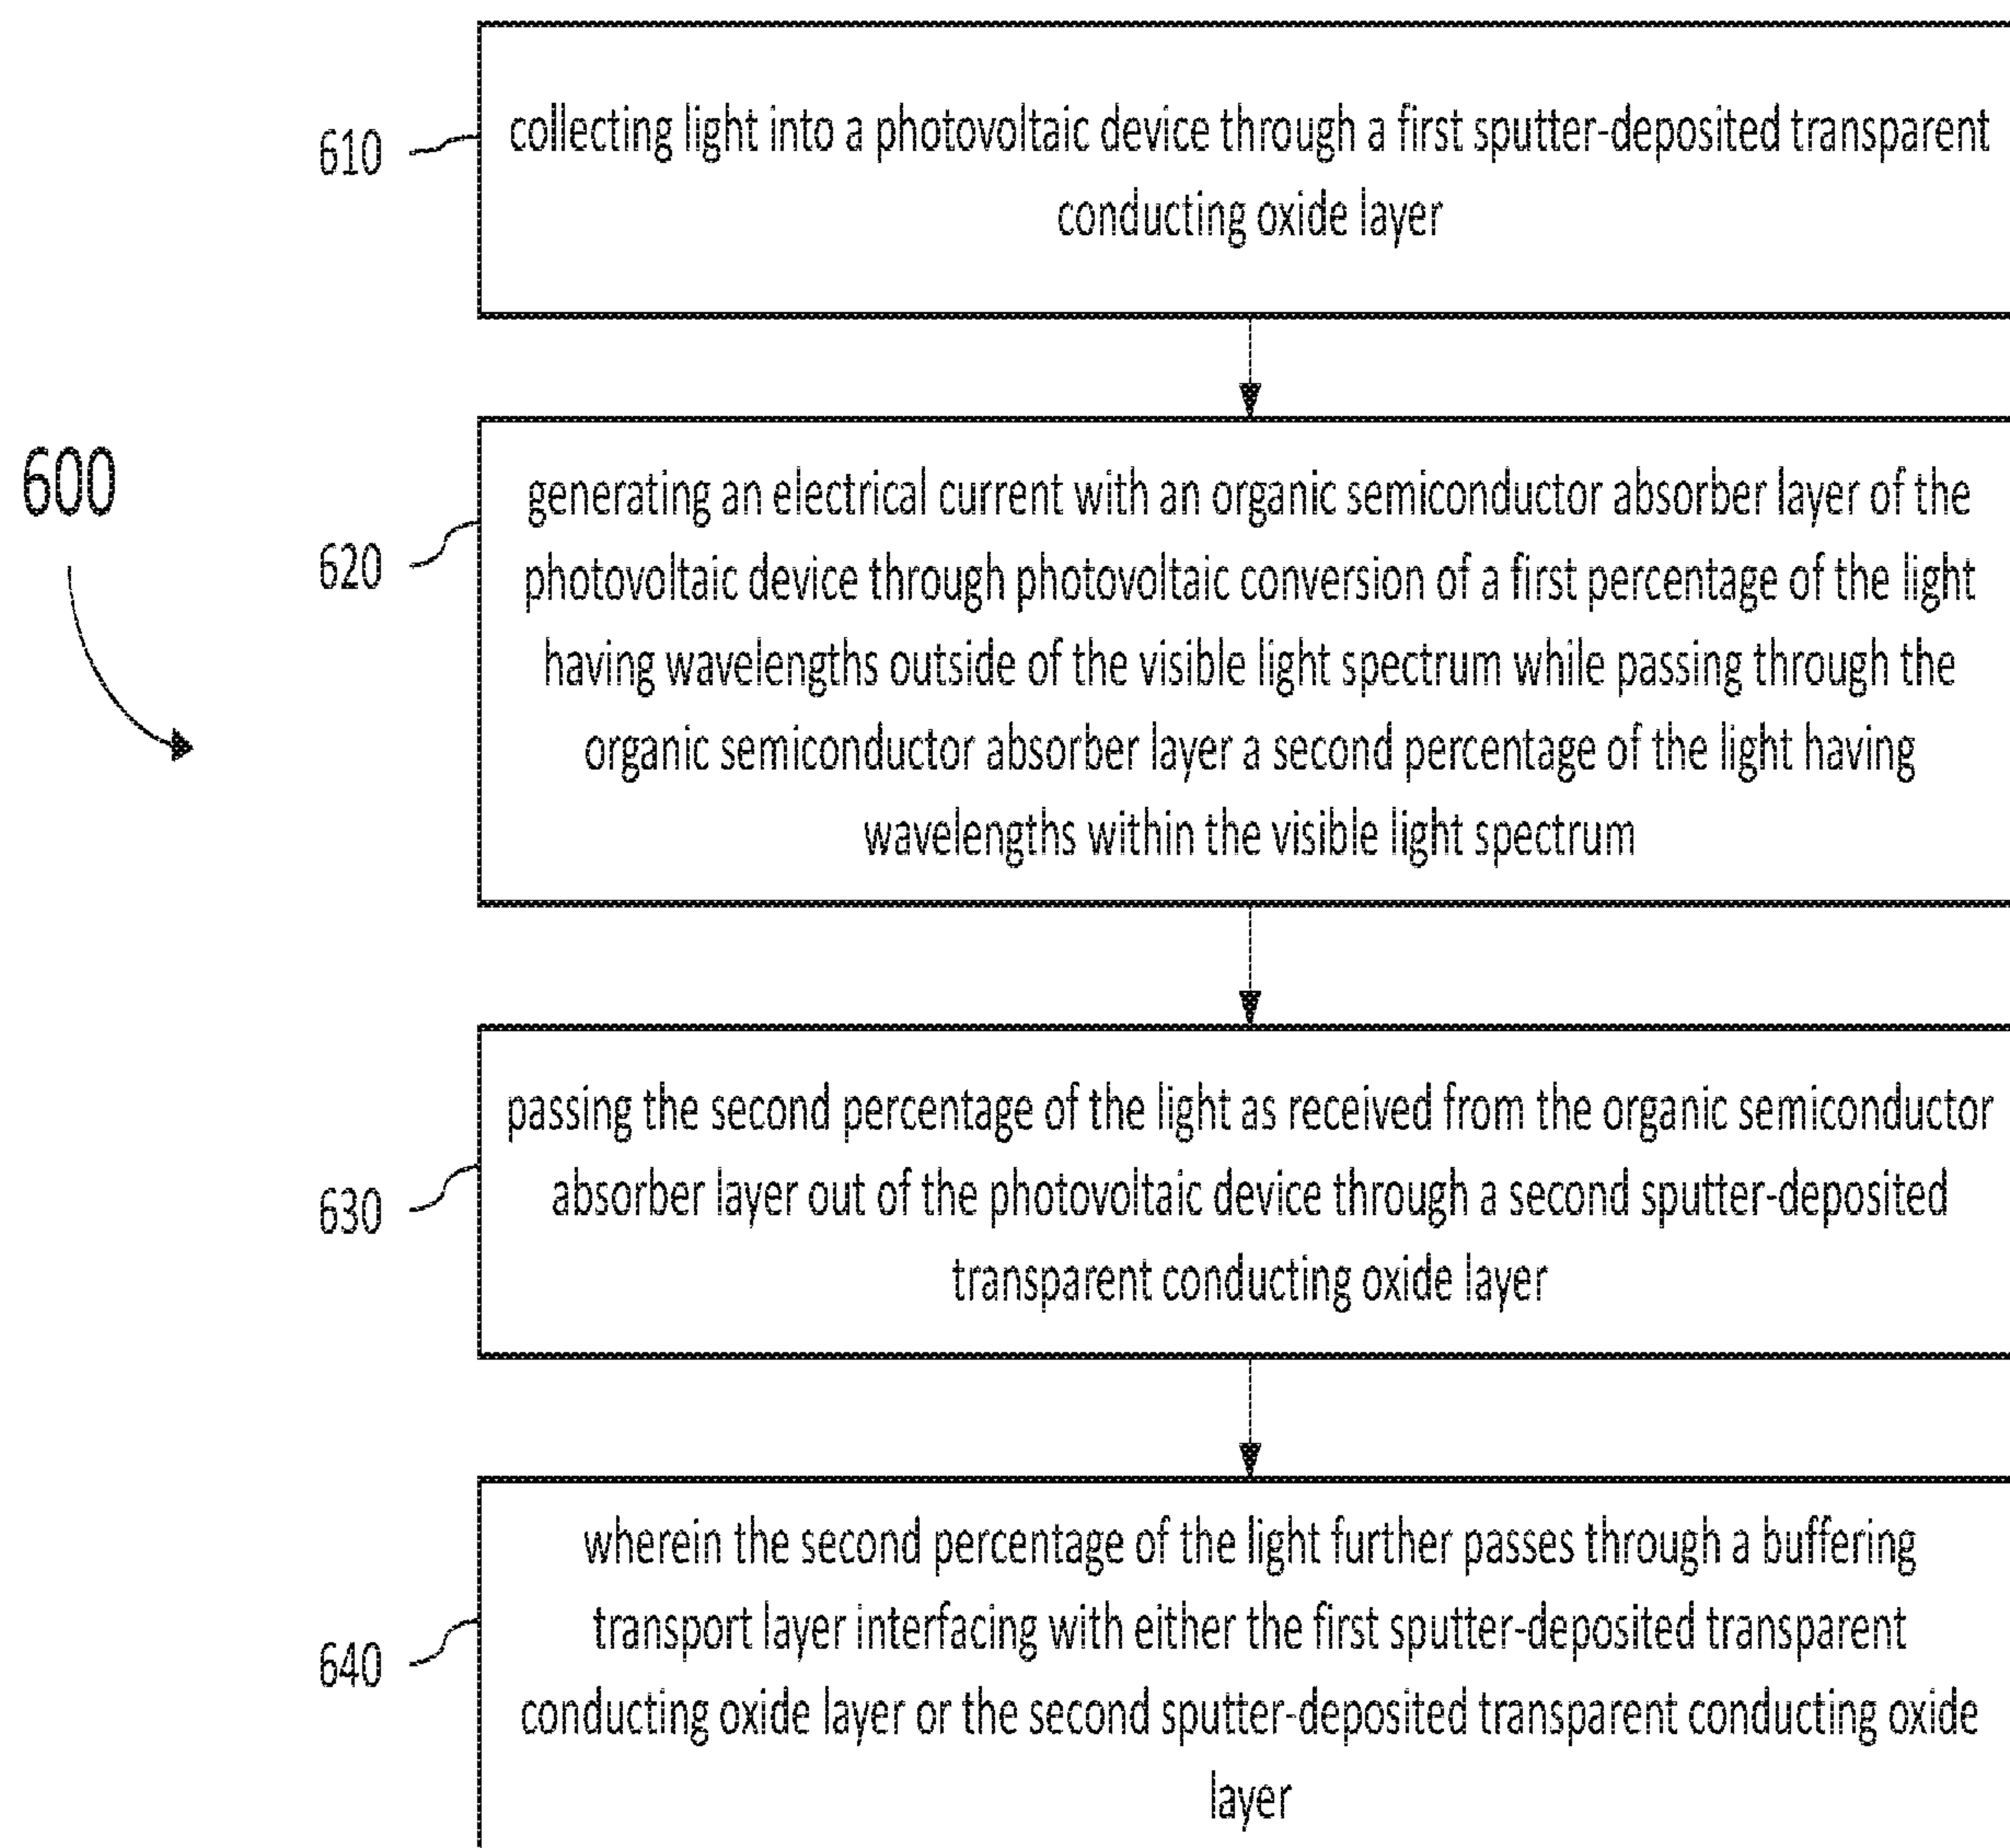 610
collecting light into a photovoltaic device through a first sputter-deposited transparent
conducting oxide layer
600
620
generating an electrical current with an organic semiconductor absorber layer of the
photovoltaic device through photovoltaic conversion of a first percentage of the light
having wavelengths outside of the visible light spectrum while passing through the
organic semiconductor absorber layer a second percentage of the light having
wavelengths within the visible light spectrum
630
passing the second percentage of the light as received from the organic semiconductor
absorber layer out of the photovoltaic device through a second sputter-deposited
transparent conducting oxide layer
640
wherein the second percentage of the light further passes through a buffering
transport layer interfacing with either the first sputter-deposited transparent
conducting oxide layer or the second sputter-deposited transparent conducting oxide
layer